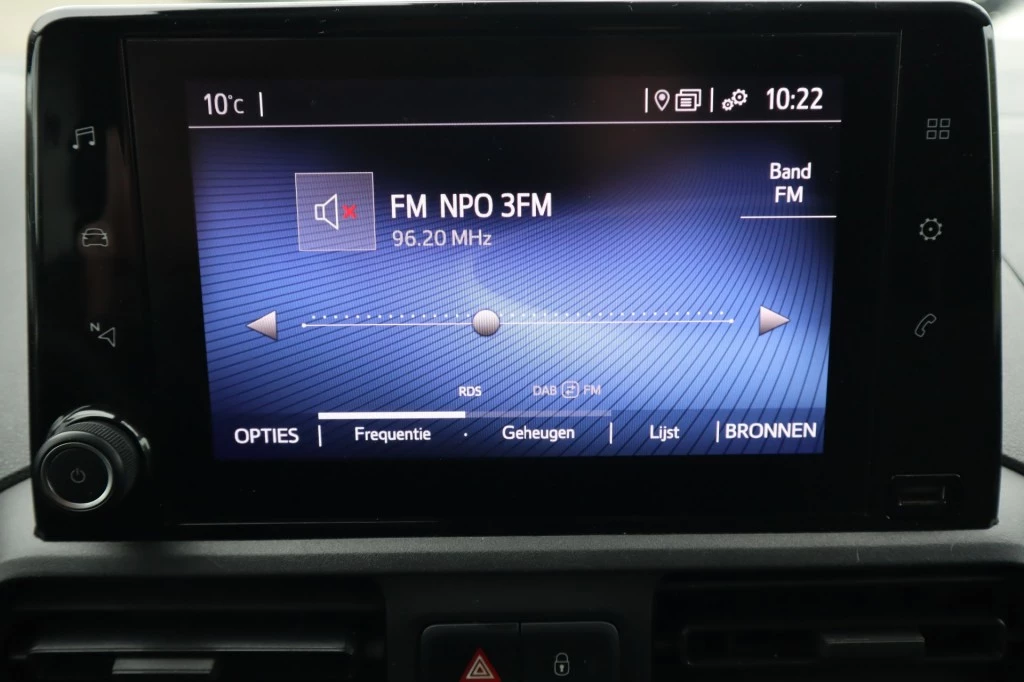 10°C
10:22
Band
FM
FM NPO 3FM
96.20 MHz
N
RDS DAB FM
OPTIES Frequentie · Geheugen Lijst BRONNEN